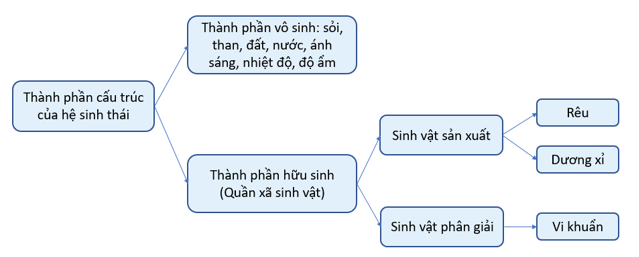 Thành phần vô sinh: sỏi,
than, đất, nước, ánh
sáng, nhiệt độ, độ ẩm
Thành phần cấu trúc
của hệ sinh thái
Thành phần hữu sinh
(Quần xã sinh vật)
Sinh vật sản xuất
Rêu
Dương xỉ
Sinh vật phân giải
Vi khuẩn